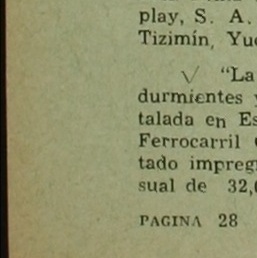 play, S. A.
Tizimín, Yuc
√ "La
durmientes y
talada en Es
Ferrocarril
tado impreg
sual de 32,
PAGINA 28